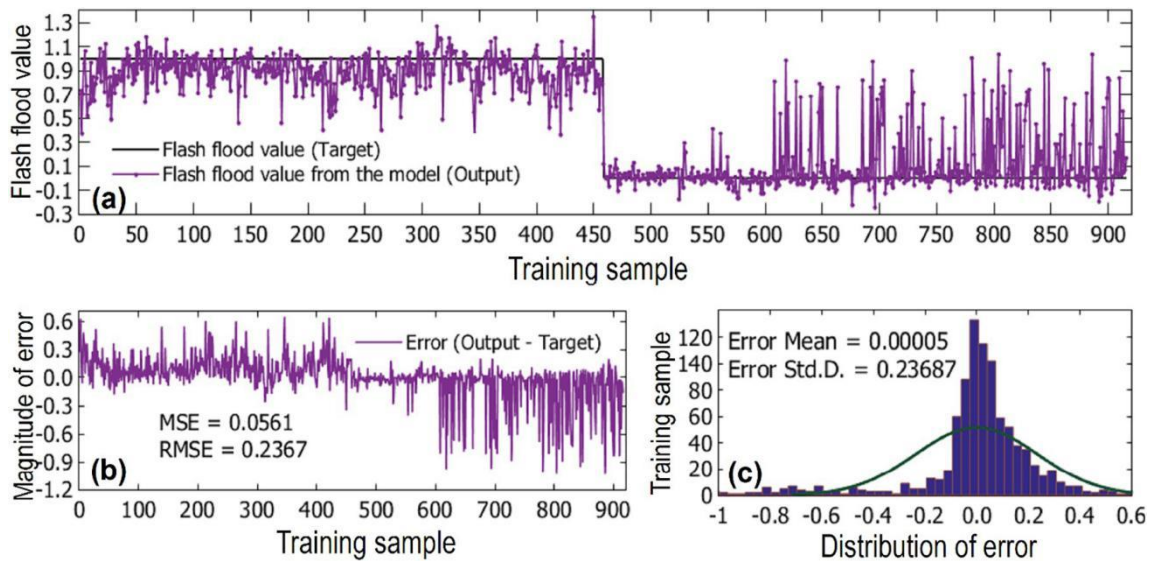 1.3
1.1
0.9
0.7
0.5
0.3
0.1
-0.1
-0.3
Flash flood value
Flash flood value (Target)
Flash flood value from the model (Output)
(a)
0 50 100 150 200 250 300 350 400 450 500 550 600 650 700 750 800 850 900
Training sample
0.6
0.3
0.0
-0.3
-0.6
-0.9
-1.2
Magnitude of error
Error (Output - Target)
MSE = 0.0561
RMSE = 0.2367
(b)
0 100 200 300 400 500 600 700 800 900
Training sample
120
140
80
60
40
20
0
Training sample
Error Mean = 0.00005
Error Std.D. = 0.23687
(c)
-1 -0.8 -0.6 -0.4 -0.2 0.0 0.2 0.4 0.6
Distribution of error